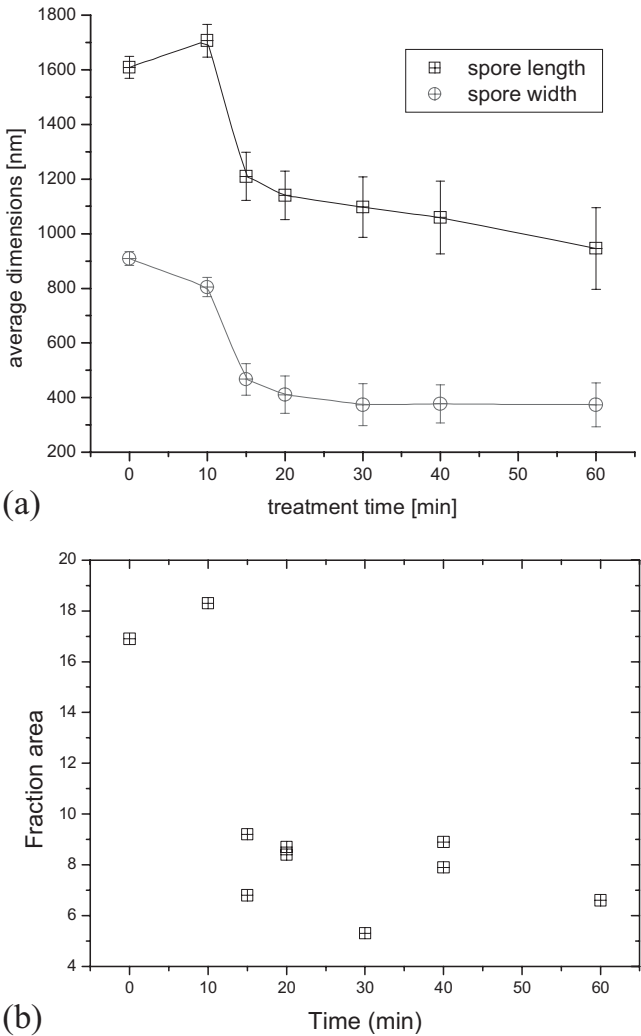 1800
1600
1400
1200
1000
800
600
400
200
average dimensions [nm]
spore length
spore width
0 10 20 30 40 50 60
treatment time [min]
(a)
20
18
16
14
12
10
8
6
4
Fraction area
0 10 20 30 40 50 60
Time (min)
(b)